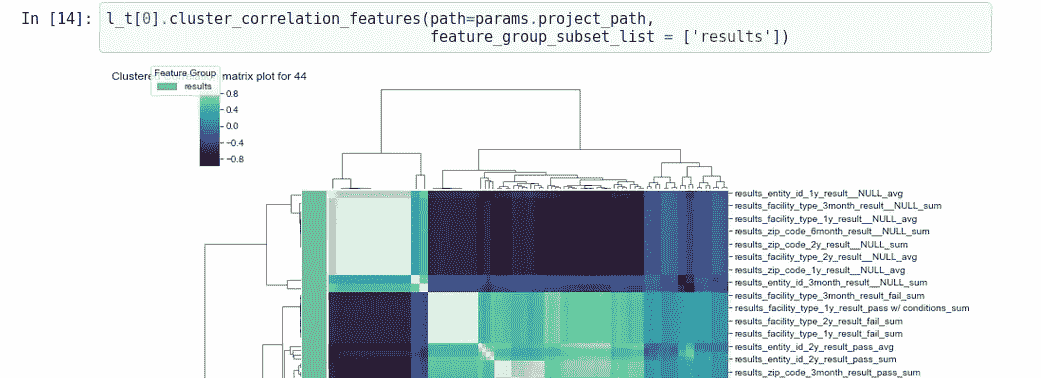 In [14]: l_t[0].cluster_correlation_features(path=params.project_path,
feature_group_subset_list = ['results'])
Clustere matrix plot for 44
Feature Group
results
0.8
0.4
0.0
−0.4
−0.8
results_entity_id_1y_result__NULL_avg
results_facility_type_3month_result__NULL_sum
results_facility_type_1y_result__NULL_avg
results_zip_code_6month_result__NULL_sum
results_zip_code_2y_result__NULL_sum
results_facility_type_2y_result__NULL_avg
results_zip_code_1y_result__NULL_avg
results_entity_id_3month_result__NULL_sum
results_facility_type_3month_result_fail_sum
results_facility_type_1y_result_pass w/ conditions_sum
results_facility_type_2y_result_fail_sum
results_facility_type_1y_result_fail_sum
results_entity_id_2y_result_pass_avg
results_entity_id_2y_result_pass_sum
results_zip_code_3month_result_pass_sum